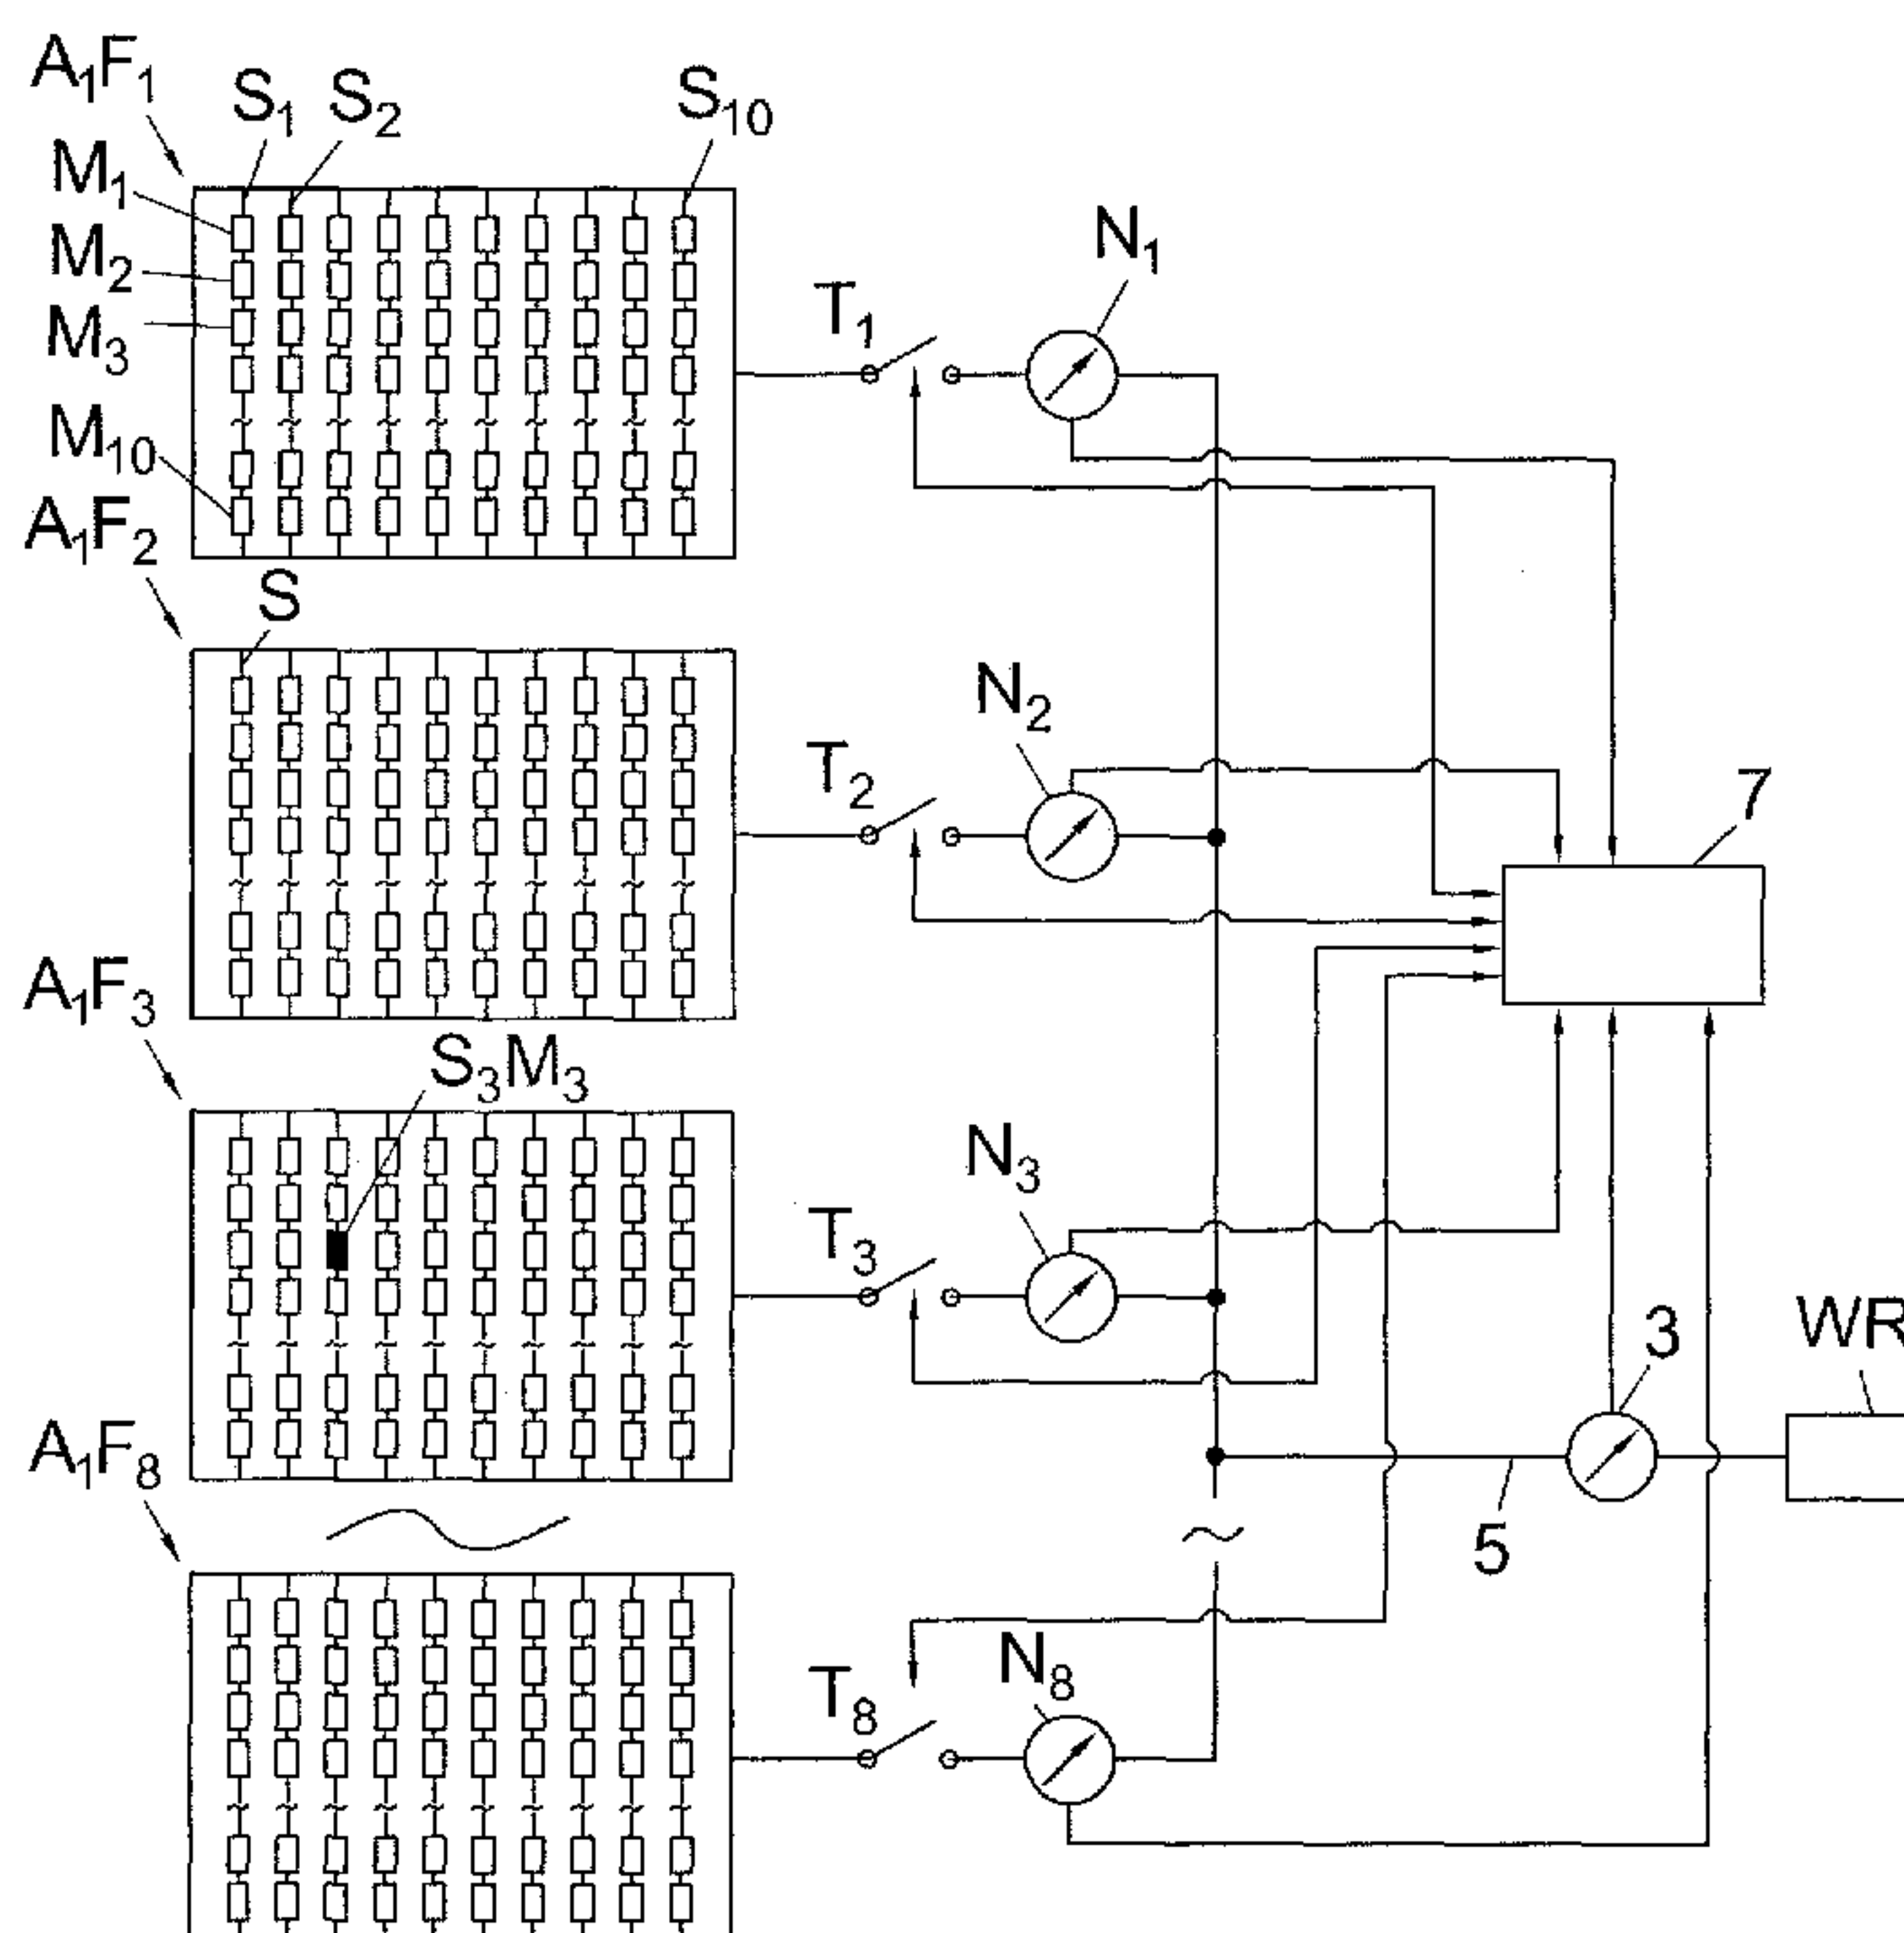 A₁F₁
S₁
S₂
S₁₀
M₁
M₂
M₃
M₁₀
T₁
N₁
A₁F₂
S
T₂
N₂
7
A₁F₃
S₃M₃
T₃
N₃
3
WR
A₁F₈
5
T₈
N₈